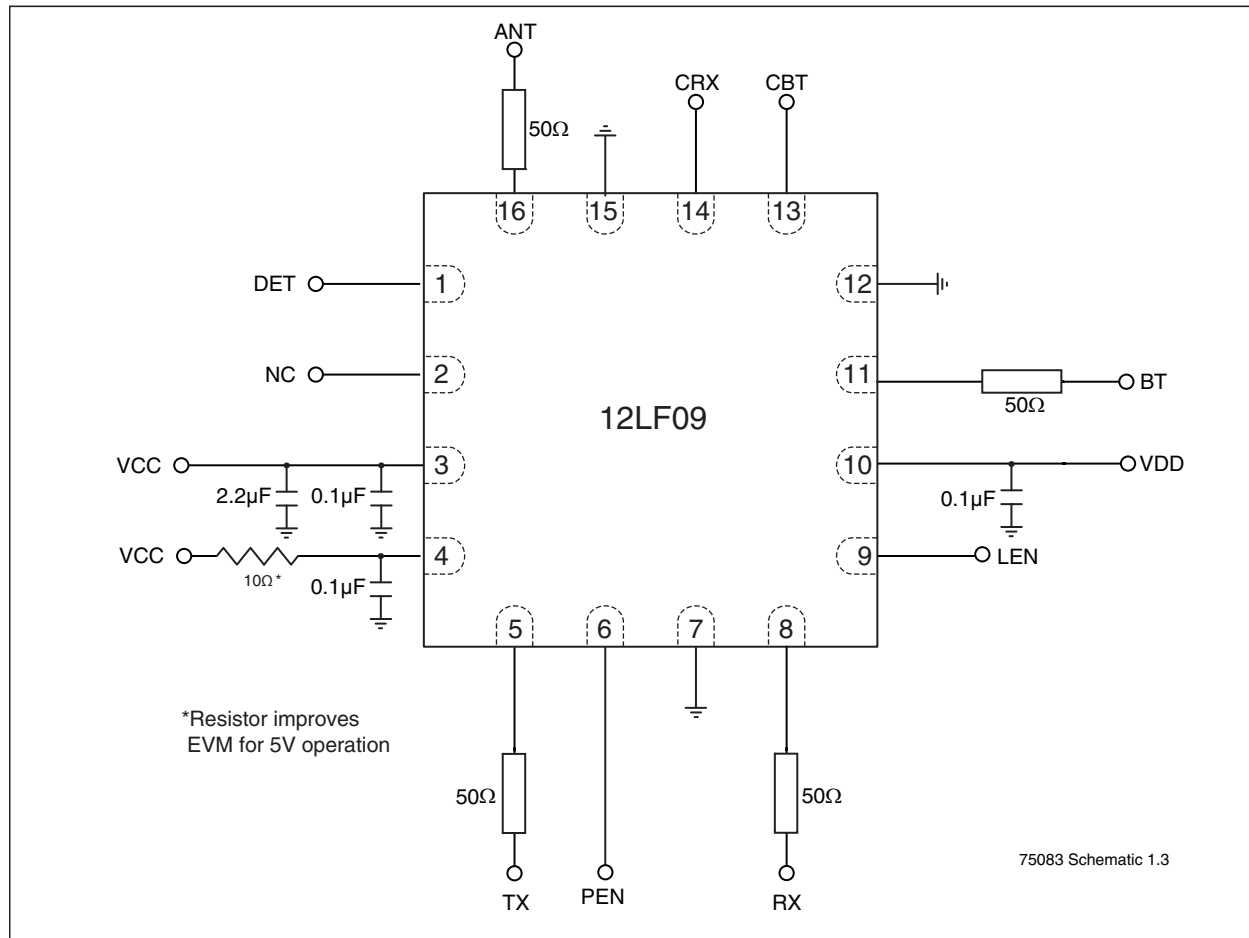 ANT
CRX
CBT
50Ω
16
15
14
13
DET
1
12
NC
2
11
BT
50Ω
12LF09
VCC
3
10
VDD
2.2µF
0.1µF
0.1µF
VCC
10Ω*
4
9
LEN
0.1µF
5
6
7
8
*Resistor improves
EVM for 5V operation
50Ω
50Ω
TX
PEN
RX
75083 Schematic 1.3